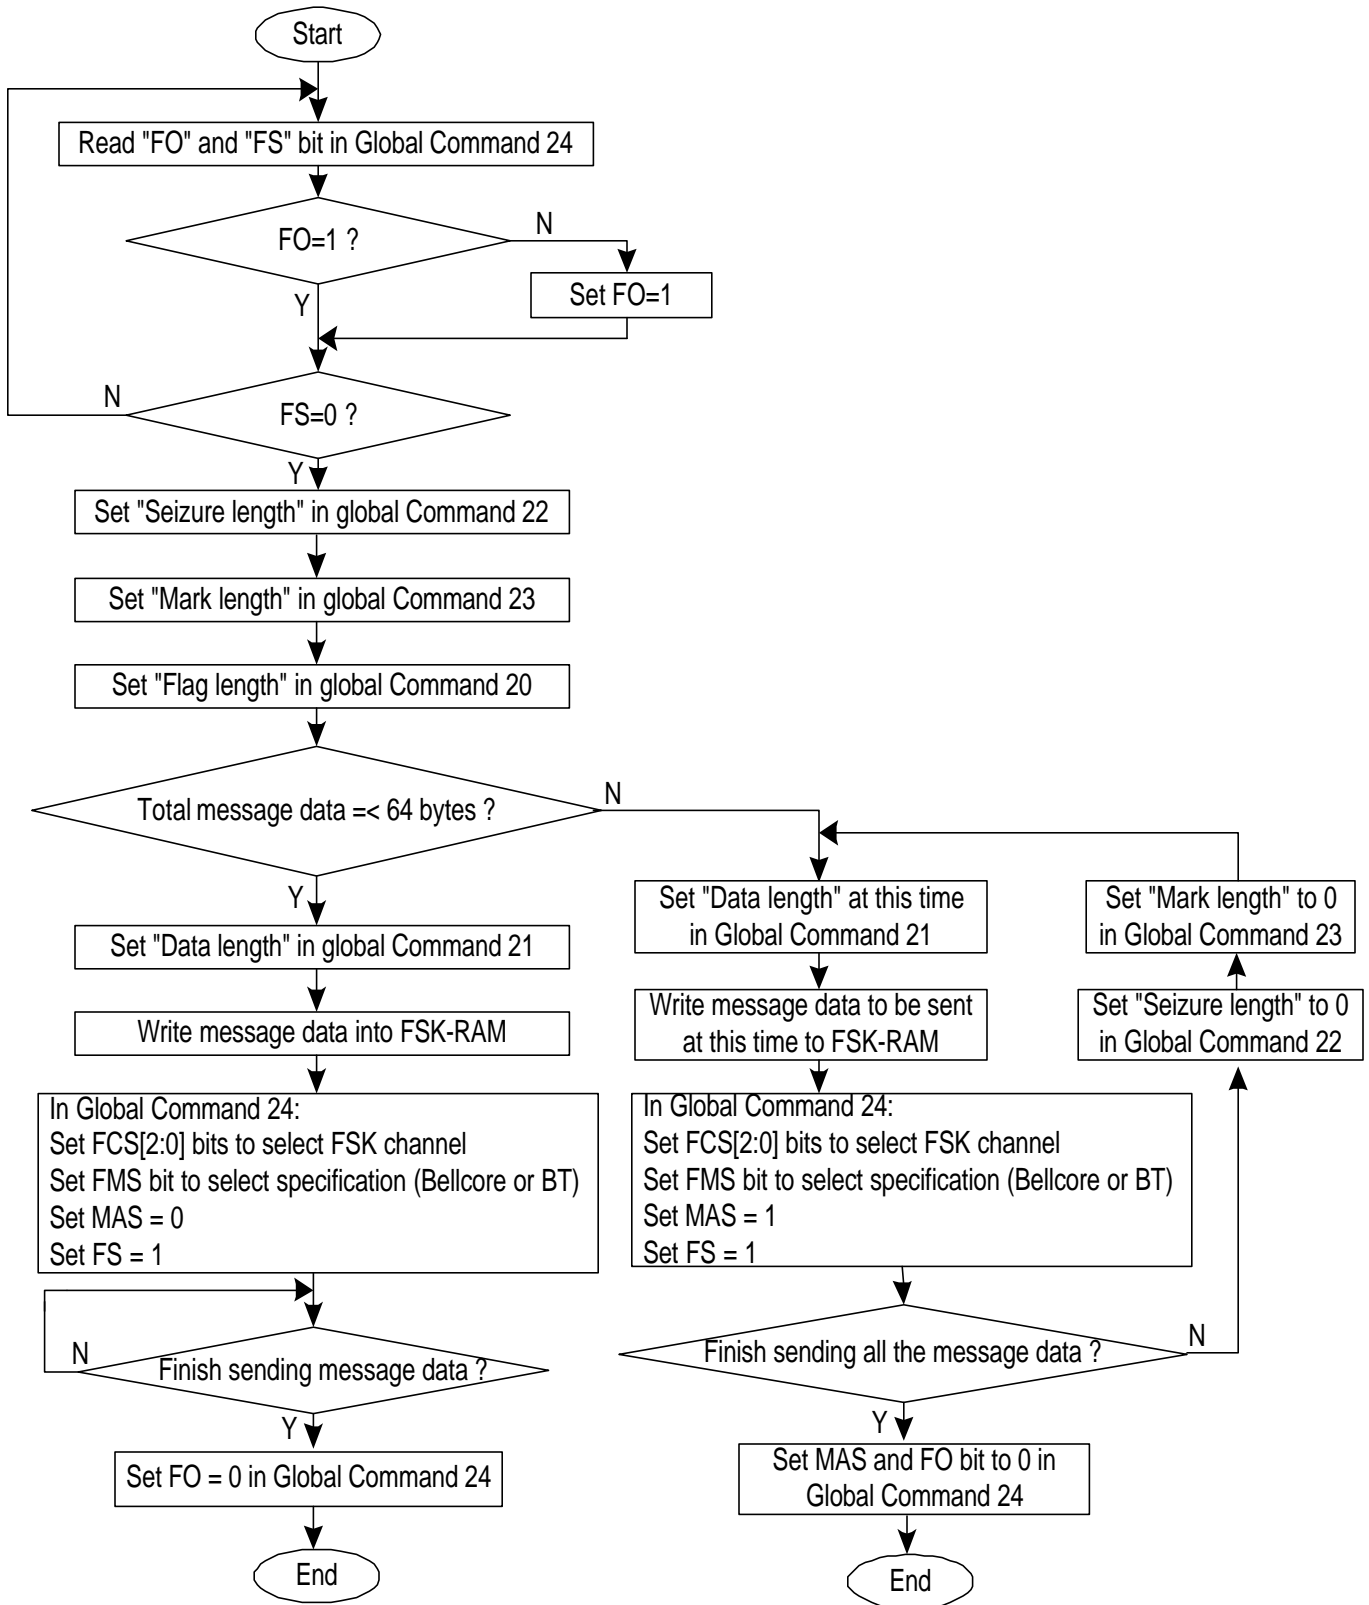 Start
Read "FO" and "FS" bit in Global Command 24
FO=1 ?
N
Set FO=1
Y
N
FS=0 ?
Y
Set "Seizure length" in global Command 22
Set "Mark length" in global Command 23
Set "Flag length" in global Command 20
Total message data =< 64 bytes ?
N
Y
Set "Data length" in global Command 21
Write message data into FSK-RAM
In Global Command 24:
Set FCS[2:0] bits to select FSK channel
Set FMS bit to select specification (Bellcore or BT)
Set MAS = 0
Set FS = 1
N
Finish sending message data ?
Y
Set FO = 0 in Global Command 24
End
Set "Data length" at this time
in Global Command 21
Write message data to be sent
at this time to FSK-RAM
In Global Command 24:
Set FCS[2:0] bits to select FSK channel
Set FMS bit to select specification (Bellcore or BT)
Set MAS = 1
Set FS = 1
Finish sending all the message data ?
N
Y
Set MAS and FO bit to 0 in
Global Command 24
End
Set "Mark length" to 0
in Global Command 23
Set "Seizure length" to 0
in Global Command 22